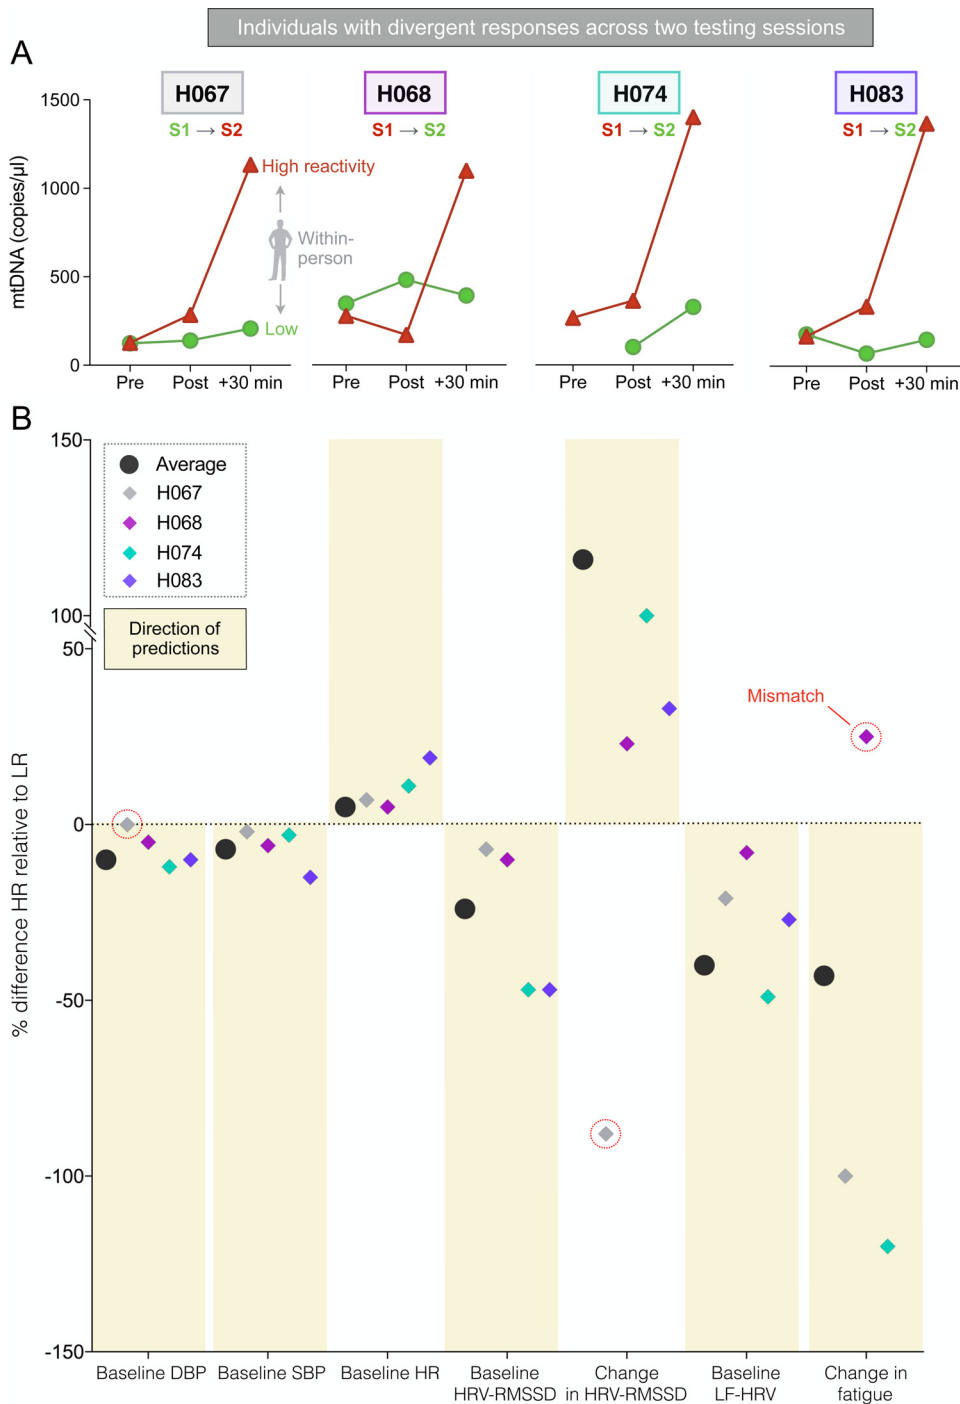 Individuals with divergent responses across two testing sessions
A
H067
H068
H074
H083
S1 → S2
S1 → S2
S1 → S2
S1 → S2
mtDNA (copies/µl)
1500
1000
500
0
High reactivity
Within-
person
Low
Pre Post +30 min
Pre Post +30 min
Pre Post +30 min
Pre Post +30 min
B
% difference HR relative to LR
150
100
50
0
-50
-100
-150
Average
H067
H068
H074
H083
Direction of
predictions
Mismatch
Baseline DBP
Baseline SBP
Baseline HR
Baseline
HRV-RMSSD
Change
in HRV-RMSSD
Baseline
LF-HRV
Change in
fatigue